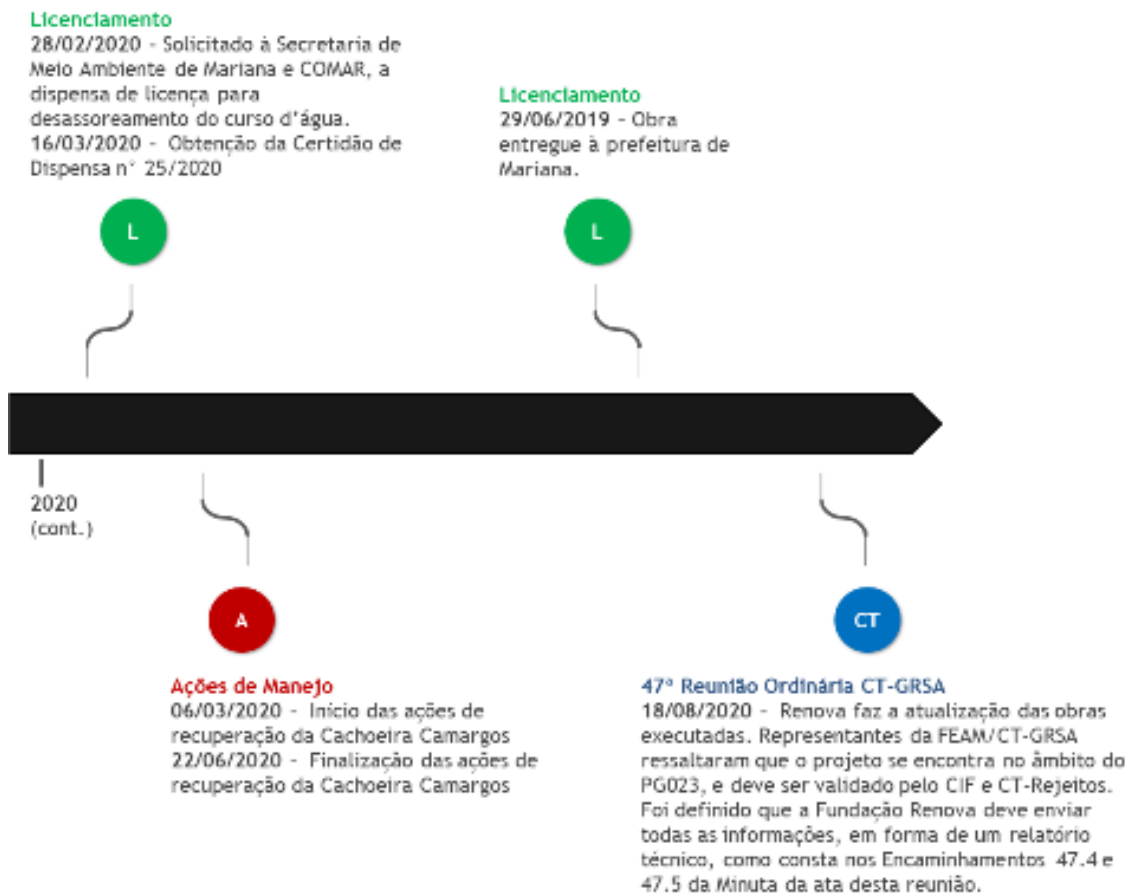 Licenciamento
28/02/2020 - Solicitado à Secretaria de
Meio Ambiente de Mariana e COMAR, a
dispensa de licença para
desassoreamento do curso d'água.
16/03/2020 - Obtenção da Certidão de
Dispensa n° 25/2020
Licenciamento
29/06/2019 - Obra
entregue à prefeitura de
Mariana.
L
L
2020
(cont.)
A
CT
Ações de Manejo
06/03/2020 - Início das ações de
recuperação da Cachoeira Camargos
22/06/2020 - Finalização das ações de
recuperação da Cachoeira Camargos
47ª Reunião Ordinária CT-GRSA
18/08/2020 - Renova faz a atualização das obras
executadas. Representantes da FEAM/CT-GRSA
ressaltaram que o projeto se encontra no âmbito do
PG023, e deve ser validado pelo CIF e CT-Rejeitos.
Foi definido que a Fundação Renova deve enviar
todas as informações, em forma de um relatório
técnico, como consta nos Encaminhamentos 47.4 e
47.5 da Minuta da ata desta reunião.